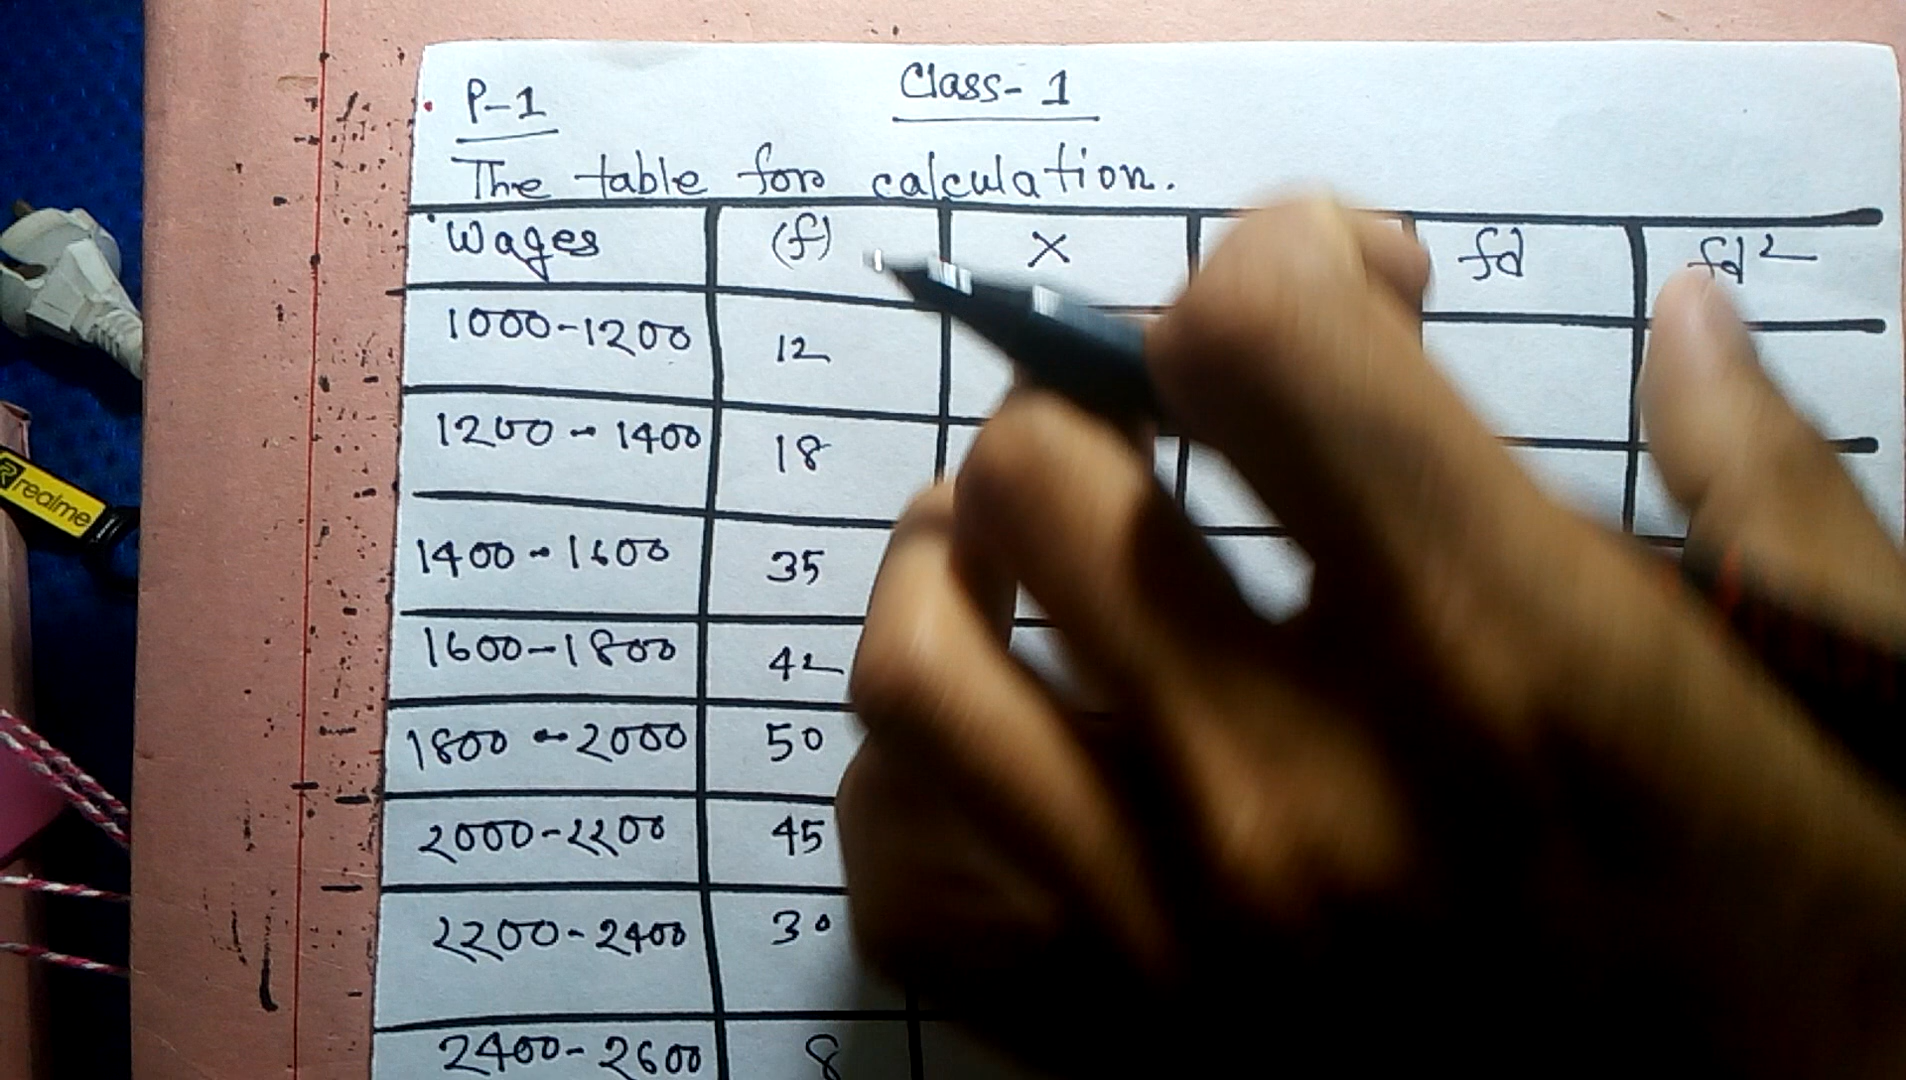 P-1
Class- 1
The table for calculation.
Wages (f) X fd fd²
1000-1200 12
1200-1400 18
1400-1600 35
1600-1800 42
1800-2000 50
2000-2200 45
2200-2400 30
2400-2600 8
realme